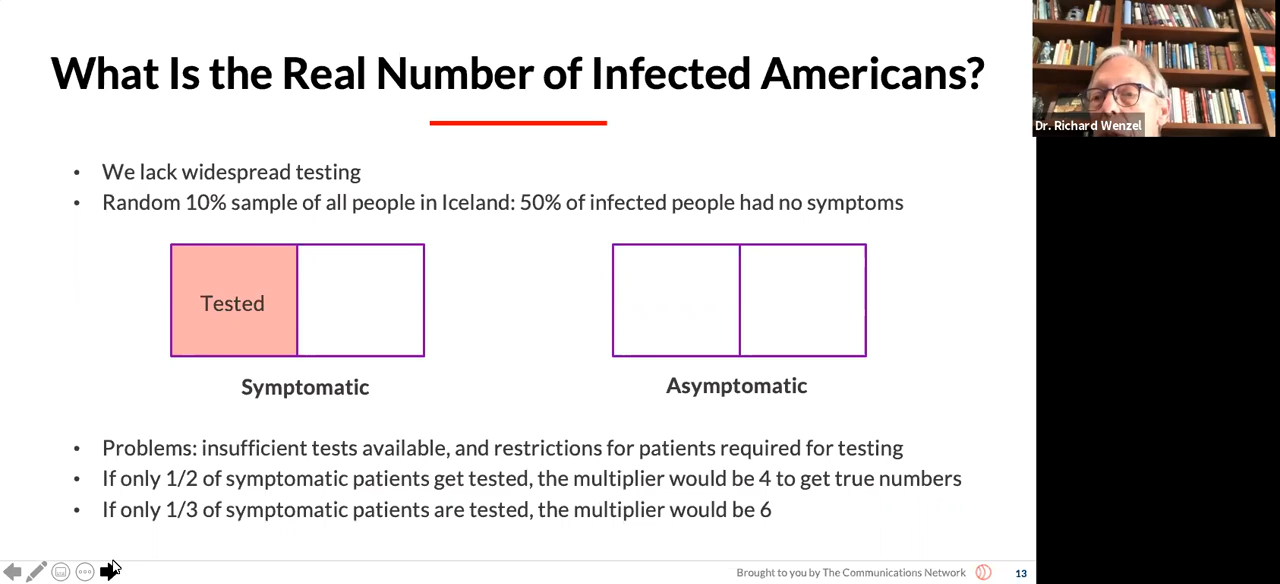 What Is the Real Number of Infected Americans?
Dr. Richard Wenzel
• We lack widespread testing
• Random 10% sample of all people in Iceland: 50% of infected people had no symptoms
Tested
Symptomatic
Asymptomatic
• Problems: insufficient tests available, and restrictions for patients required for testing
• If only 1/2 of symptomatic patients get tested, the multiplier would be 4 to get true numbers
• If only 1/3 of symptomatic patients are tested, the multiplier would be 6
Brought to you by The Communications Network
13